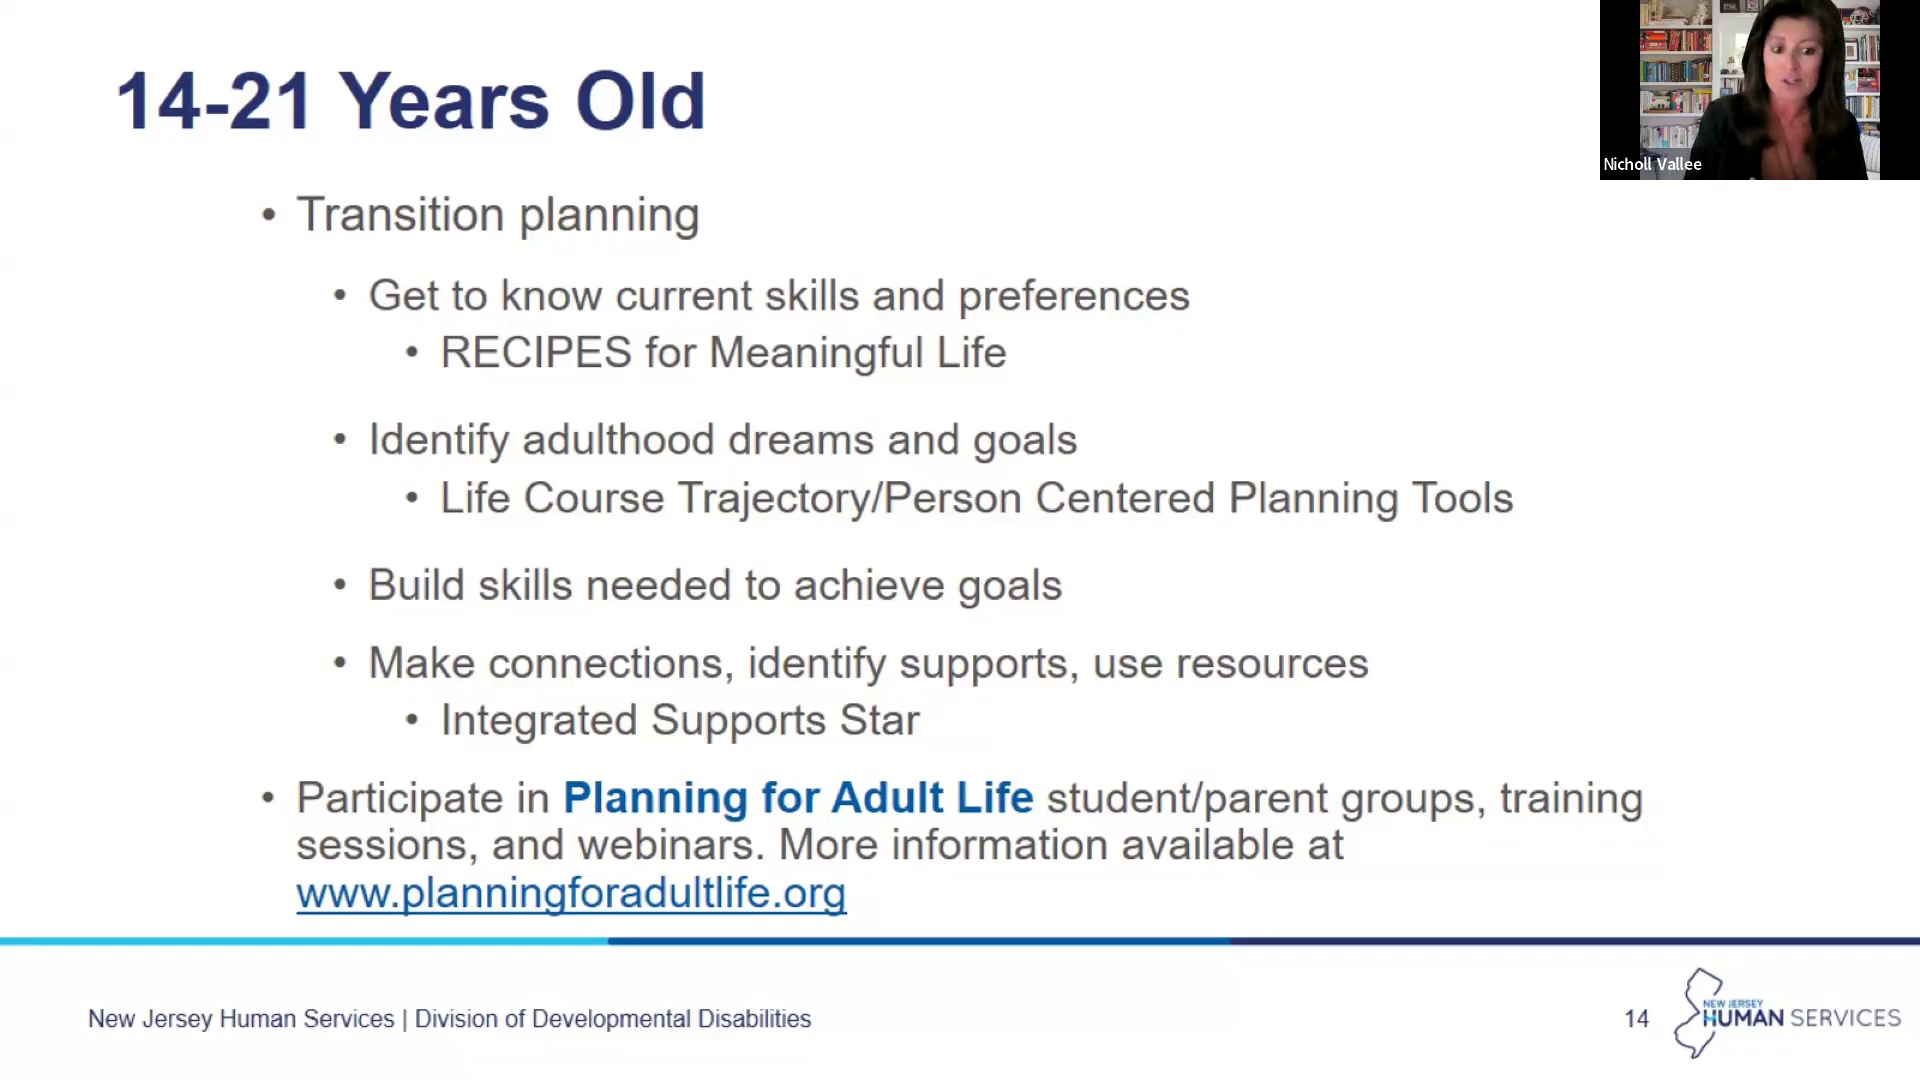 14-21 Years Old
Nicholl Vallee
• Transition planning
• Get to know current skills and preferences
• RECIPES for Meaningful Life
• Identify adulthood dreams and goals
• Life Course Trajectory/Person Centered Planning Tools
• Build skills needed to achieve goals
• Make connections, identify supports, use resources
• Integrated Supports Star
• Participate in Planning for Adult Life student/parent groups, training
sessions, and webinars. More information available at
www.planningforadultlife.org
New Jersey Human Services | Division of Developmental Disabilities
14
NEW JERSEY
HUMAN SERVICES